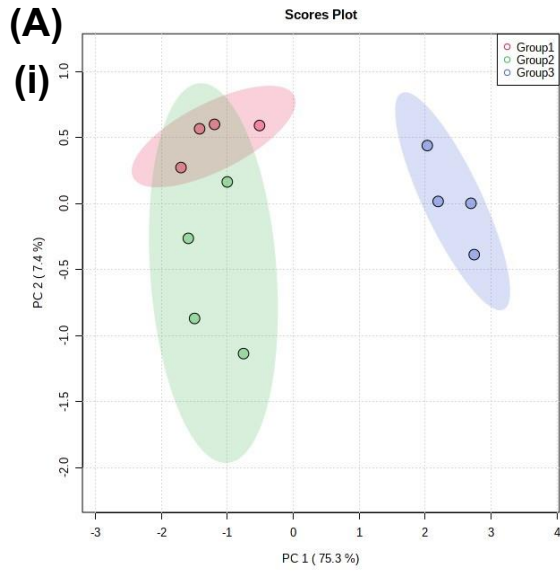 (A)
Scores Plot
(i)
Group1
Group2
Group3
1.0
0.5
0.0
-0.5
-1.0
-1.5
-2.0
PC 2 ( 7.4 %)
-3 -2 -1 0 1 2 3 4
PC 1 ( 75.3 %)